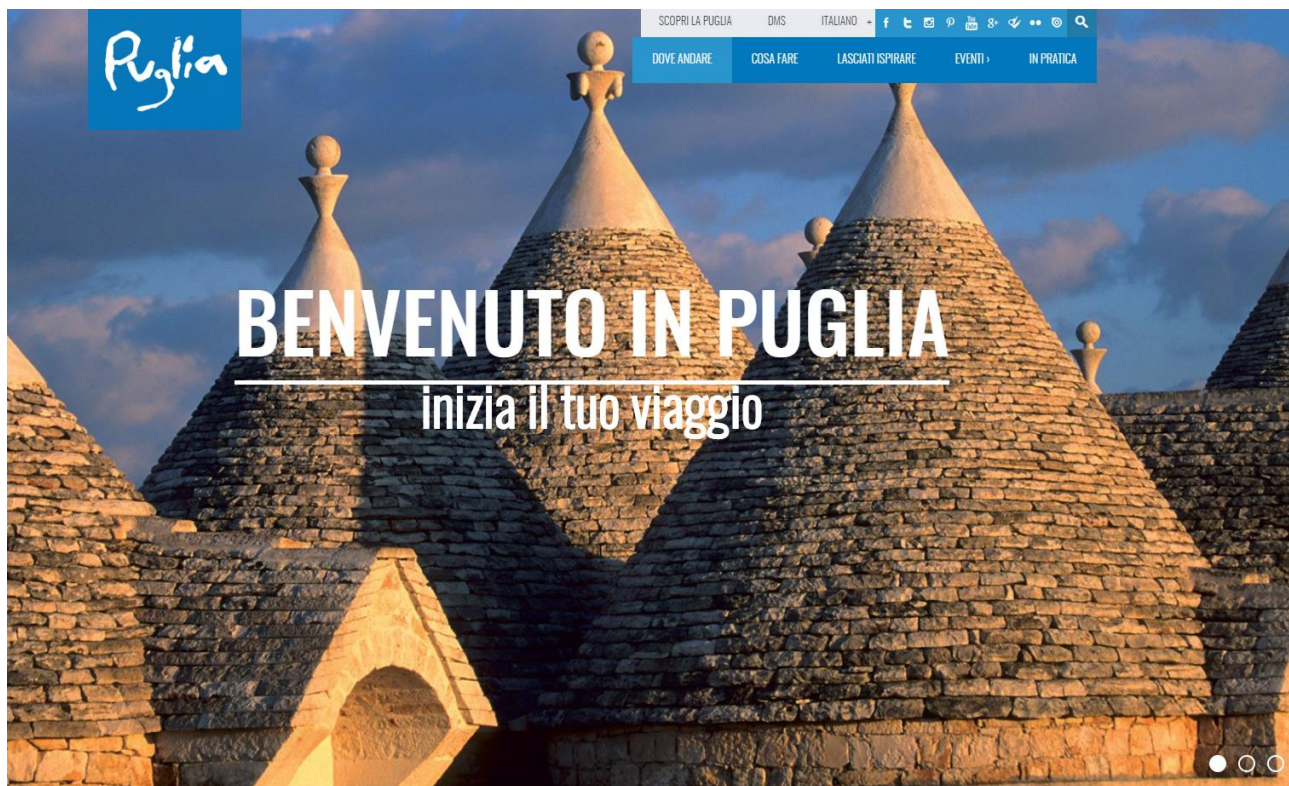 Puglia
SCOPRI LA PUGLIA DMS ITALIANO +
DOVE ANDARE COSA FARE LASCIATI ISPIRARE EVENTI › IN PRATICA
BENVENUTO IN PUGLIA
inizia il tuo viaggio